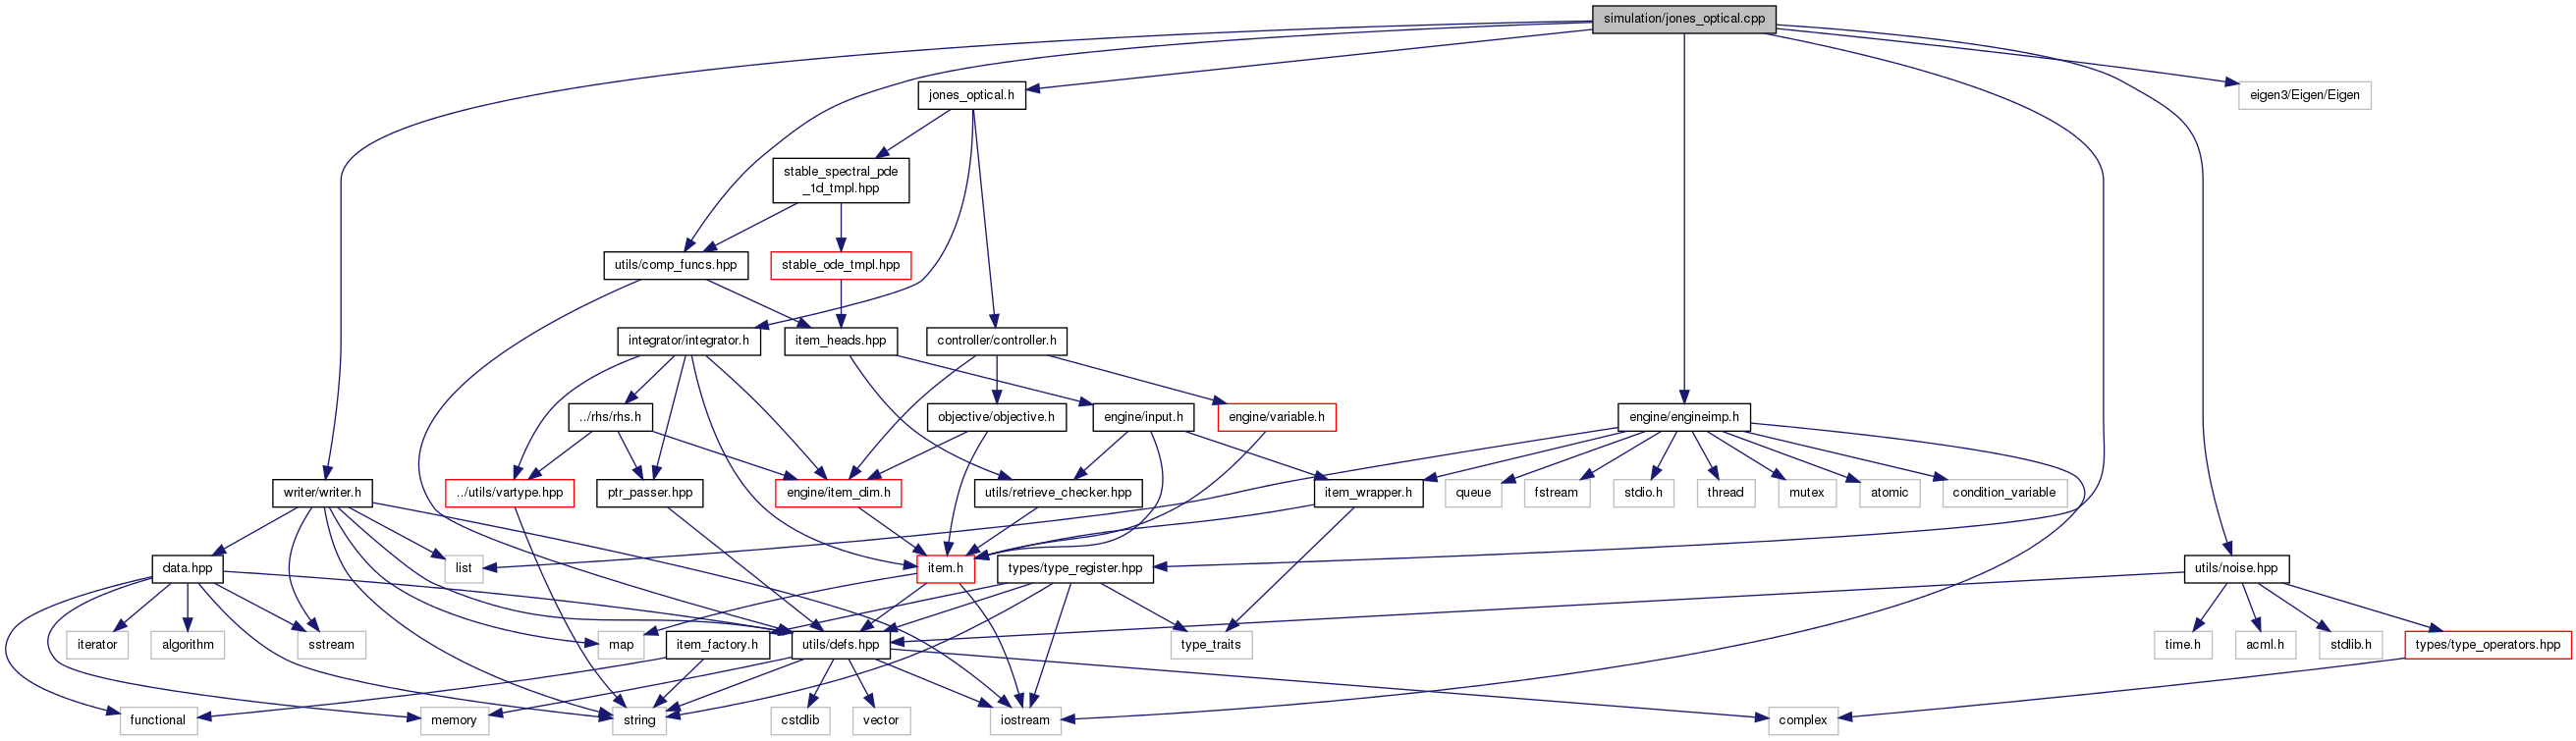 simulation/jones_optical.cpp
jones_optical.h
eigen3/Eigen/Eigen
stable_spectral_pde
_1d_tmpl.hpp
utils/comp_funcs.hpp
stable_ode_tmpl.hpp
integrator/integrator.h
item_heads.hpp
controller/controller.h
../rhs/rhs.h
objective/objective.h
engine/input.h
engine/variable.h
engine/engineimp.h
writer/writer.h
../utils/vartype.hpp
ptr_passer.hpp
engine/item_dim.h
utils/retrieve_checker.hpp
item_wrapper.h
queue
fstream
stdio.h
thread
mutex
atomic
condition_variable
data.hpp
list
item.h
types/type_register.hpp
utils/noise.hpp
iterator
algorithm
sstream
map
item_factory.h
utils/defs.hpp
type_traits
time.h
acml.h
stdlib.h
types/type_operators.hpp
functional
memory
string
cstdlib
vector
iostream
complex